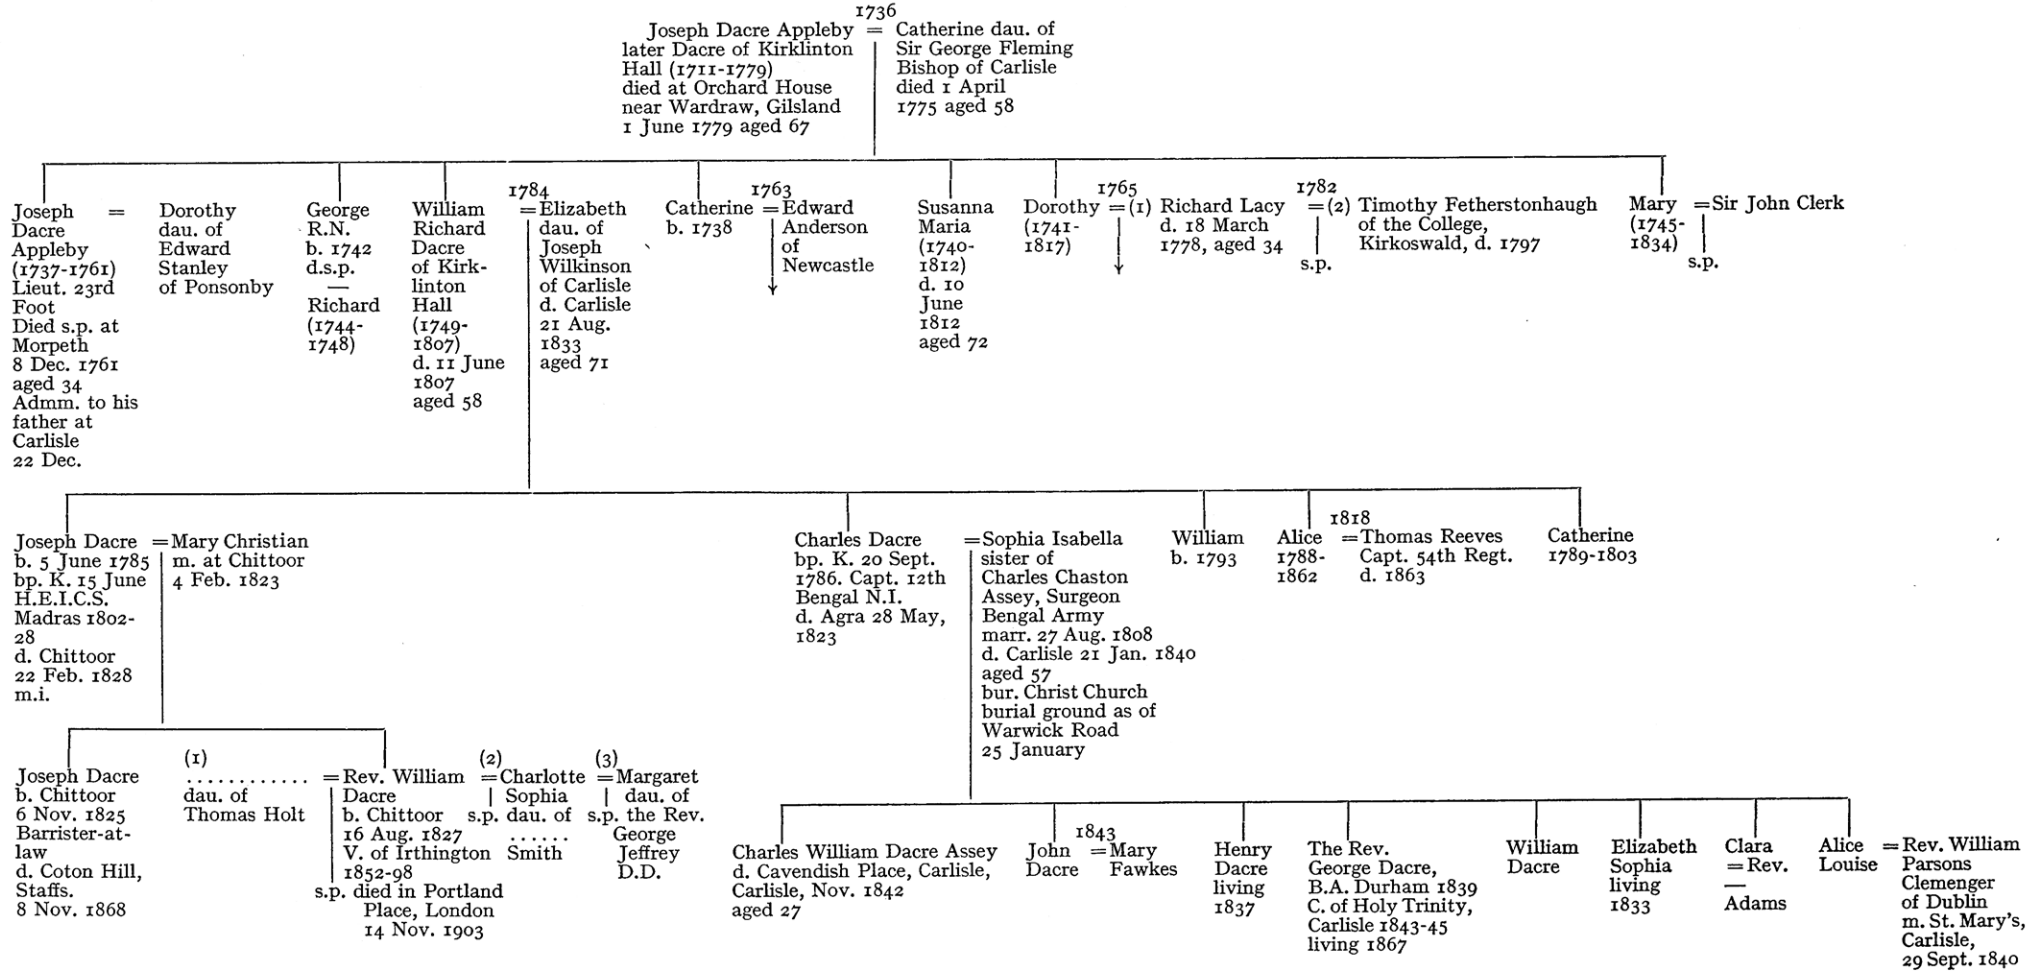 1736
Joseph Dacre Appleby = Catherine dau. of
later Dacre of Kirklinton Sir George Fleming
Hall (1711-1779) Bishop of Carlisle
died at Orchard House died 1 April
near Wardraw, Gilsland 1775 aged 58
1 June 1779 aged 67
Joseph
Dacre
Appleby
(1737-1761)
Lieut. 23rd
Foot
Died s.p. at
Morpeth
8 Dec. 1761
aged 34
Admm. to his
father at
Carlisle
22 Dec.
=
Dorothy
dau. of
Edward
Stanley
of Ponsonby
George
R.N.
b. 1742
d.s.p.
—
Richard
(1744-
1748)
William
Richard
Dacre
of Kirk-
linton
Hall
(1749-
1807)
d. 11 June
1807
aged 58
1784
= Elizabeth
dau. of
Joseph
Wilkinson
of Carlisle
d. Carlisle
21 Aug.
1833
aged 71
Catherine
b. 1738
1763
= Edward
Anderson
of
Newcastle
Susanna
Maria
(1740-
1812)
d. 10
June
1812
aged 72
Dorothy
(1741-
1817)
1765
= (1) Richard Lacy
d. 18 March
1778, aged 34
1782
= (2) Timothy Fetherstonhaugh
of the College,
Kirkoswald, d. 1797
s.p.
Mary
(1745-
1834)
= Sir John Clerk
s.p.
Joseph Dacre
b. 5 June 1785
bp. K. 15 June
H.E.I.C.S.
Madras 1802-
28
d. Chittoor
22 Feb. 1828
m.i.
= Mary Christian
m. at Chittoor
4 Feb. 1823
Charles Dacre
bp. K. 20 Sept.
1786. Capt. 12th
Bengal N.I.
d. Agra 28 May,
1823
= Sophia Isabella
sister of
Charles Chaston
Assey, Surgeon
Bengal Army
marr. 27 Aug. 1808
d. Carlisle 21 Jan. 1840
aged 57
bur. Christ Church
burial ground as of
Warwick Road
25 January
William
b. 1793
Alice
1788-
1862
1818
= Thomas Reeves
Capt. 54th Regt.
d. 1863
Catherine
1789-1803
Joseph Dacre
b. Chittoor
6 Nov. 1825
Barrister-at-
law
d. Coton Hill,
Staffs.
8 Nov. 1868
(1)
............
dau. of
Thomas Holt
= Rev. William
Dacre
b. Chittoor
16 Aug. 1827
V. of Irthington
1852-98
s.p. died in Portland
Place, London
14 Nov. 1903
(2)
= Charlotte
Sophia
s.p. dau. of
......
Smith
(3)
= Margaret
dau. of
s.p. the Rev.
George
Jeffrey
D.D.
Charles William Dacre Assey
d. Cavendish Place, Carlisle,
Carlisle, Nov. 1842
aged 27
John
Dacre
1843
= Mary
Fawkes
Henry
Dacre
living
1837
The Rev.
George Dacre,
B.A. Durham 1839
C. of Holy Trinity,
Carlisle 1843-45
living 1867
William
Dacre
Elizabeth
Sophia
living
1833
Clara
= Rev.
—
Adams
Alice
Louise
= Rev. William
Parsons
Clemenger
of Dublin
m. St. Mary's,
Carlisle,
29 Sept. 1840